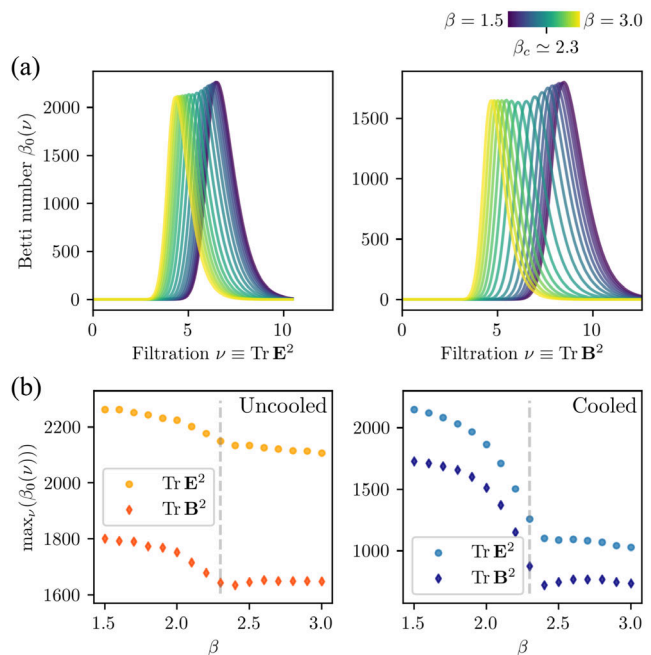 β = 1.5 β = 3.0
β_c ≃ 2.3
(a)
Betti number β₀(ν)
2000
1500
1000
500
0
0 5 10
Filtration ν ≡ Tr E²
1500
1000
500
0
0 5 10
Filtration ν ≡ Tr B²
(b)
max_ν(β₀(ν)))
Uncooled
2200
2000
1800
1600
Tr E²
Tr B²
1.5 2.0 2.5 3.0
β
Cooled
2000
1500
1000
Tr E²
Tr B²
1.5 2.0 2.5 3.0
β